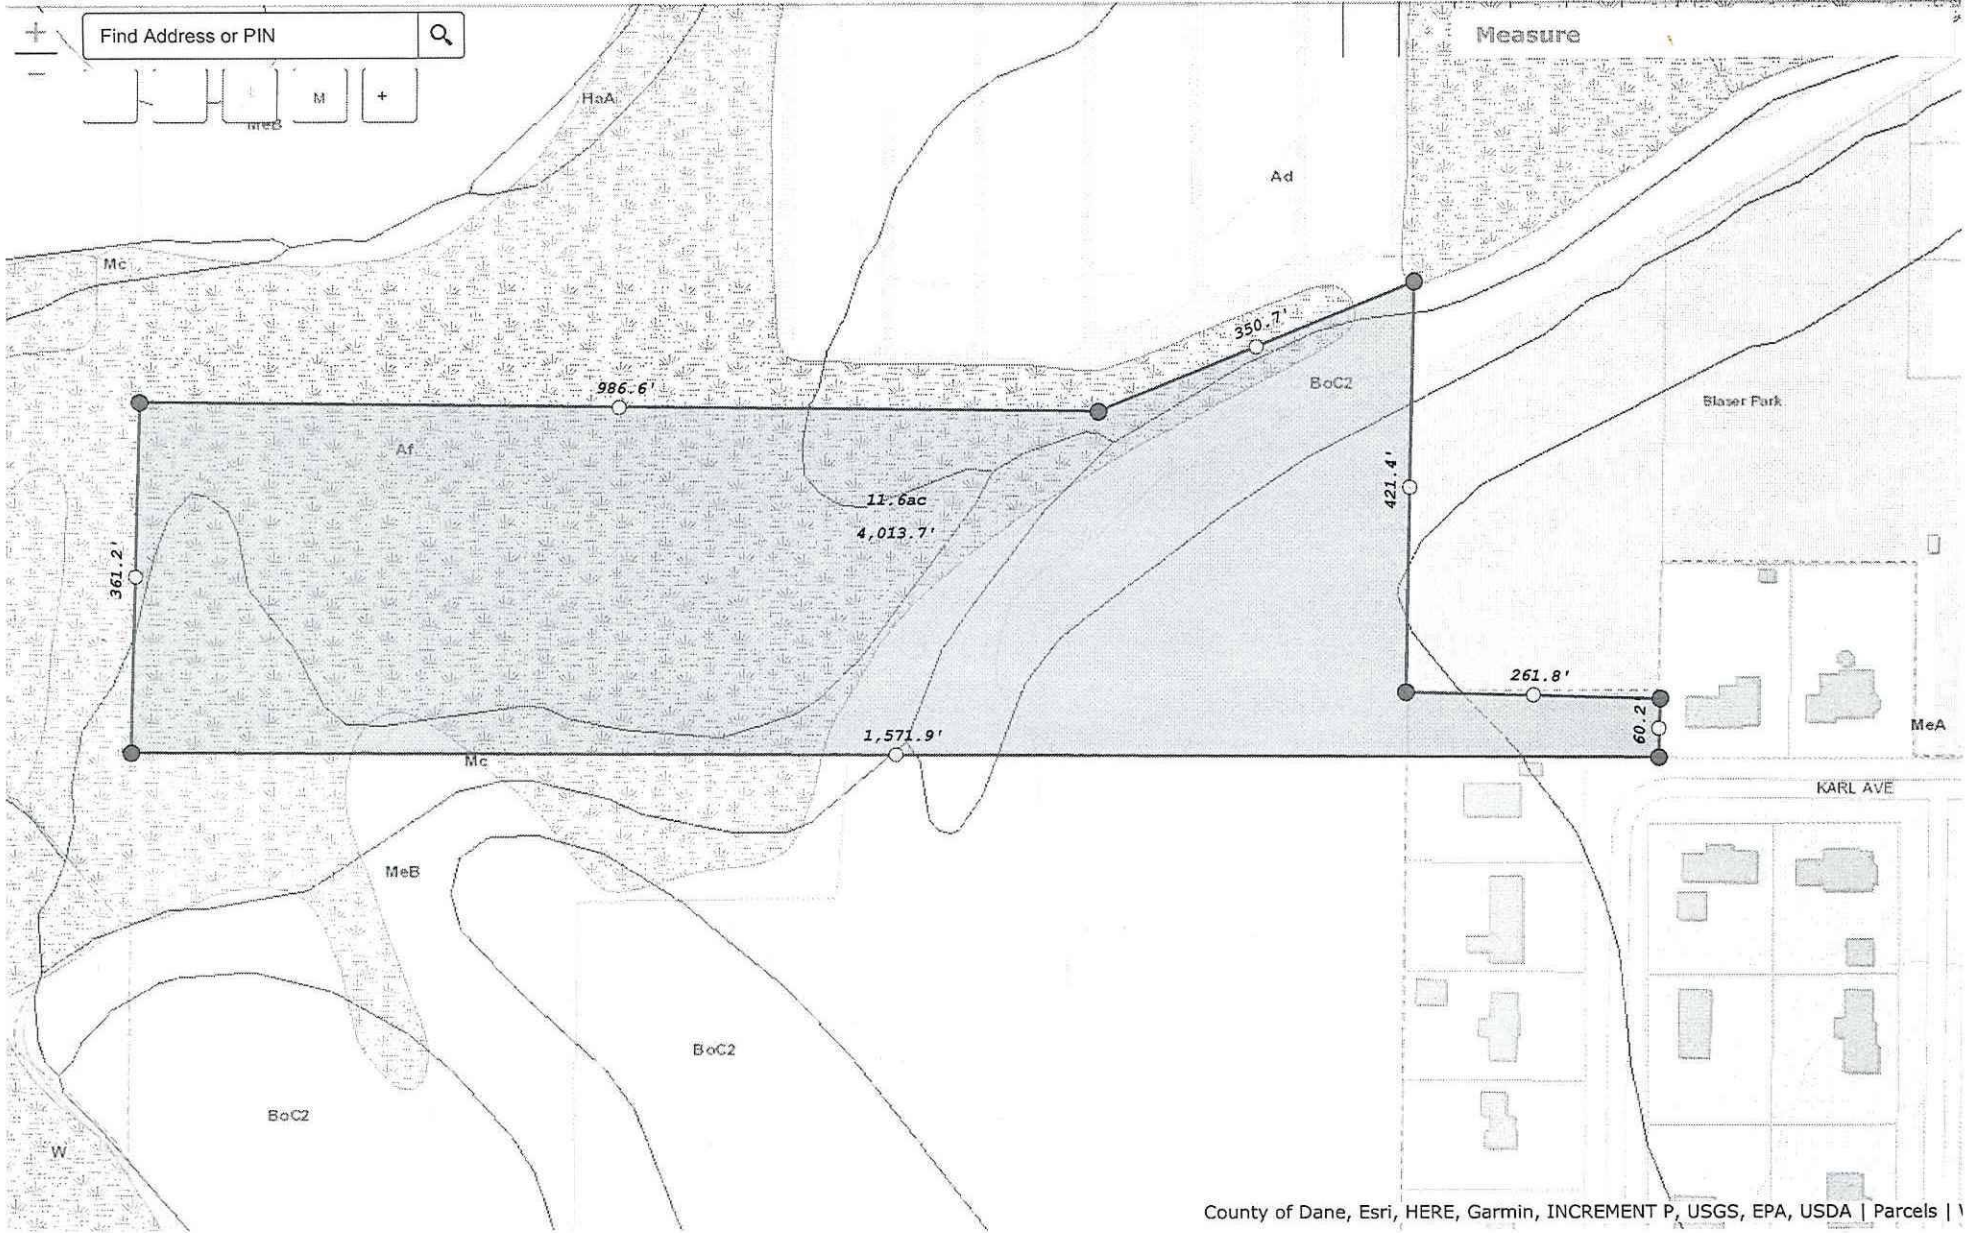 Find Address or PIN
Measure
+
−
M
+
HaA
MeB
Ad
Mc
350.7'
BoC2
986.6'
Blaser Park
Af
421.4'
11.6ac
4,013.7'
361.2'
261.8'
60.2'
MeA
1,571.9'
Mc
KARL AVE
MeB
BoC2
BoC2
W
County of Dane, Esri, HERE, Garmin, INCREMENT P, USGS, EPA, USDA | Parcels |